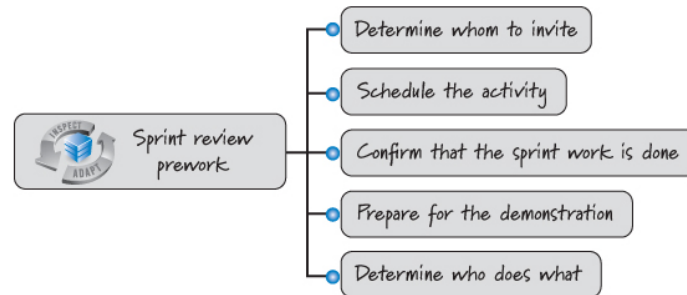 INSPECT
ADAPT
Sprint review
prework
Determine whom to invite
Schedule the activity
Confirm that the sprint work is done
Prepare for the demonstration
Determine who does what